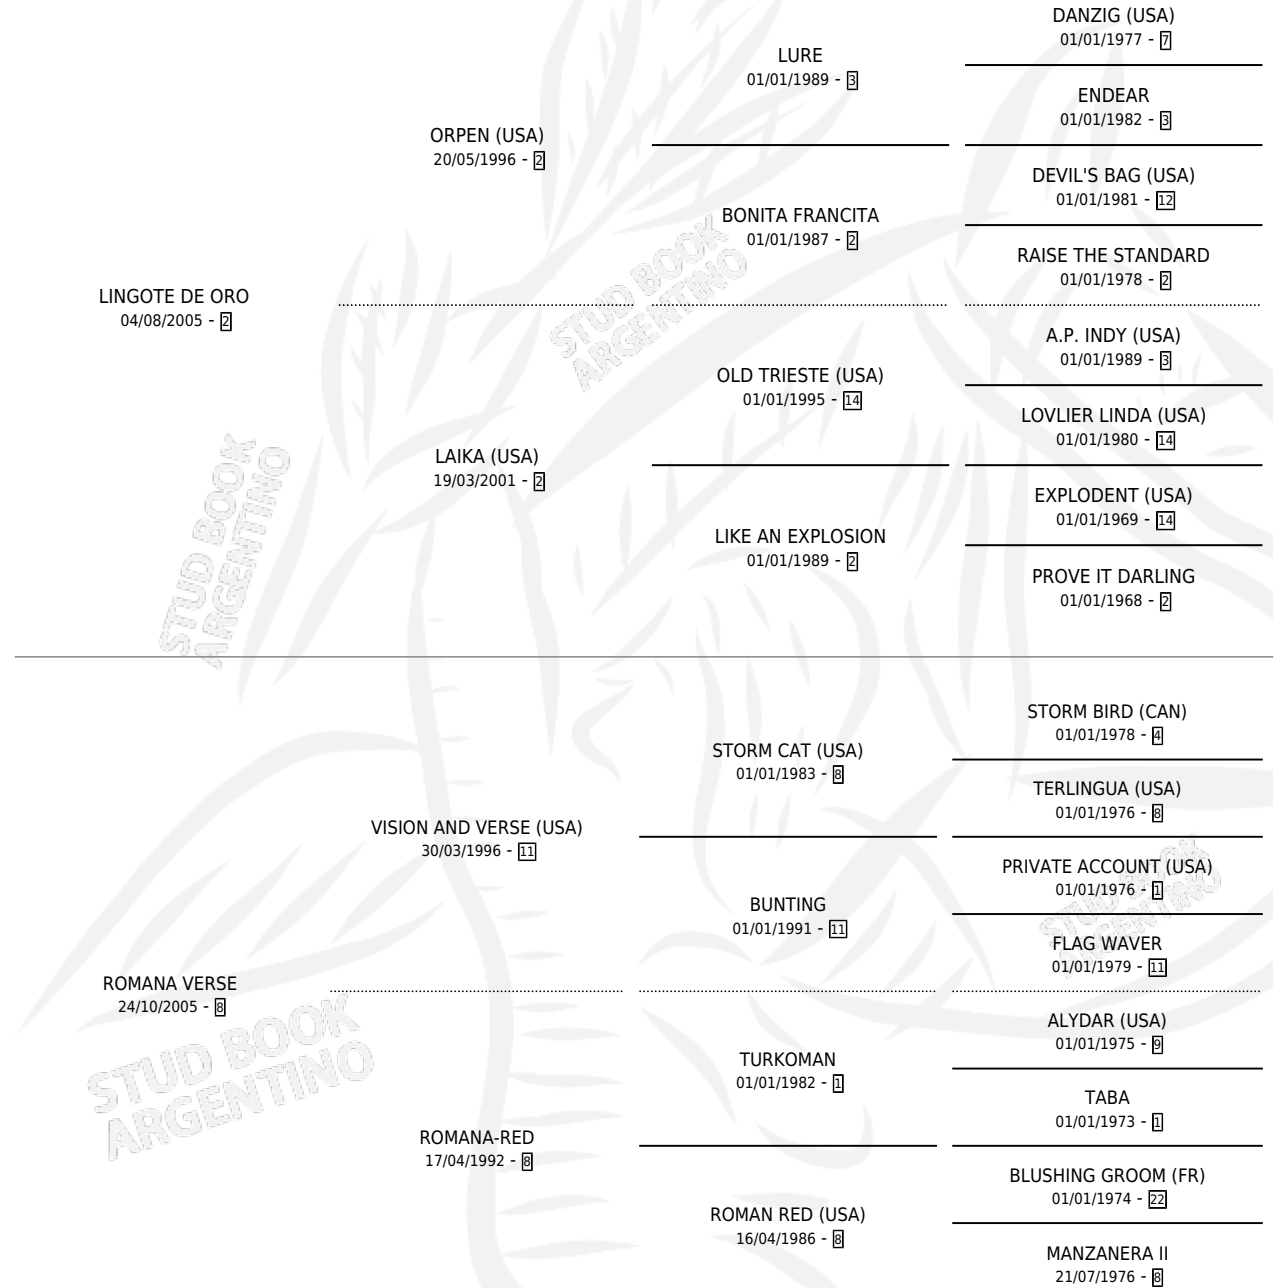 DANZIG (USA)
01/01/1977 - 7
LURE
01/01/1989 - 3
ENDEAR
01/01/1982 - 3
ORPEN (USA)
20/05/1996 - 2
DEVIL'S BAG (USA)
01/01/1981 - 12
BONITA FRANCITA
01/01/1987 - 2
RAISE THE STANDARD
01/01/1978 - 2
LINGOTE DE ORO
04/08/2005 - 2
A.P. INDY (USA)
01/01/1989 - 3
OLD TRIESTE (USA)
01/01/1995 - 14
LOVLIER LINDA (USA)
01/01/1980 - 14
LAIKA (USA)
19/03/2001 - 2
EXPLODENT (USA)
01/01/1969 - 14
LIKE AN EXPLOSION
01/01/1989 - 2
PROVE IT DARLING
01/01/1968 - 2
STORM BIRD (CAN)
01/01/1978 - 4
STORM CAT (USA)
01/01/1983 - 8
TERLINGUA (USA)
01/01/1976 - 8
VISION AND VERSE (USA)
30/03/1996 - 11
PRIVATE ACCOUNT (USA)
01/01/1976 - 1
BUNTING
01/01/1991 - 11
FLAG WAVER
01/01/1979 - 11
ROMANA VERSE
24/10/2005 - 8
ALYDAR (USA)
01/01/1975 - 9
TURKOMAN
01/01/1982 - 1
TABA
01/01/1973 - 1
ROMANA-RED
17/04/1992 - 8
BLUSHING GROOM (FR)
01/01/1974 - 22
ROMAN RED (USA)
16/04/1986 - 8
MANZANERA II
21/07/1976 - 8
STUD BOOK
ARGENTINO
STUD BOOK
ARGENTINO
STUD BOOK
ARGENTINO
STUD BOOK
ARGENTINO